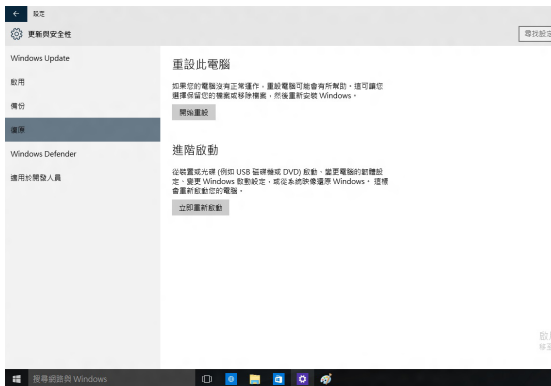 設定
更新與安全性
尋找設定
Windows Update
啟用
備份
還原
Windows Defender
適用於開發人員
重設此電腦
如果您的電腦沒有正常運作，重設電腦可能會有所幫助。這可讓您
選擇保留您的檔案或移除檔案，然後重新安裝 Windows。
開始重設
進階啟動
從裝置或光碟 (例如 USB 磁碟機或 DVD) 啟動、變更電腦的韌體設
定、變更 Windows 啟動設定，或從系統映像還原 Windows。這樣
會重新啟動您的電腦。
立即重新啟動
搜尋網路與 Windows